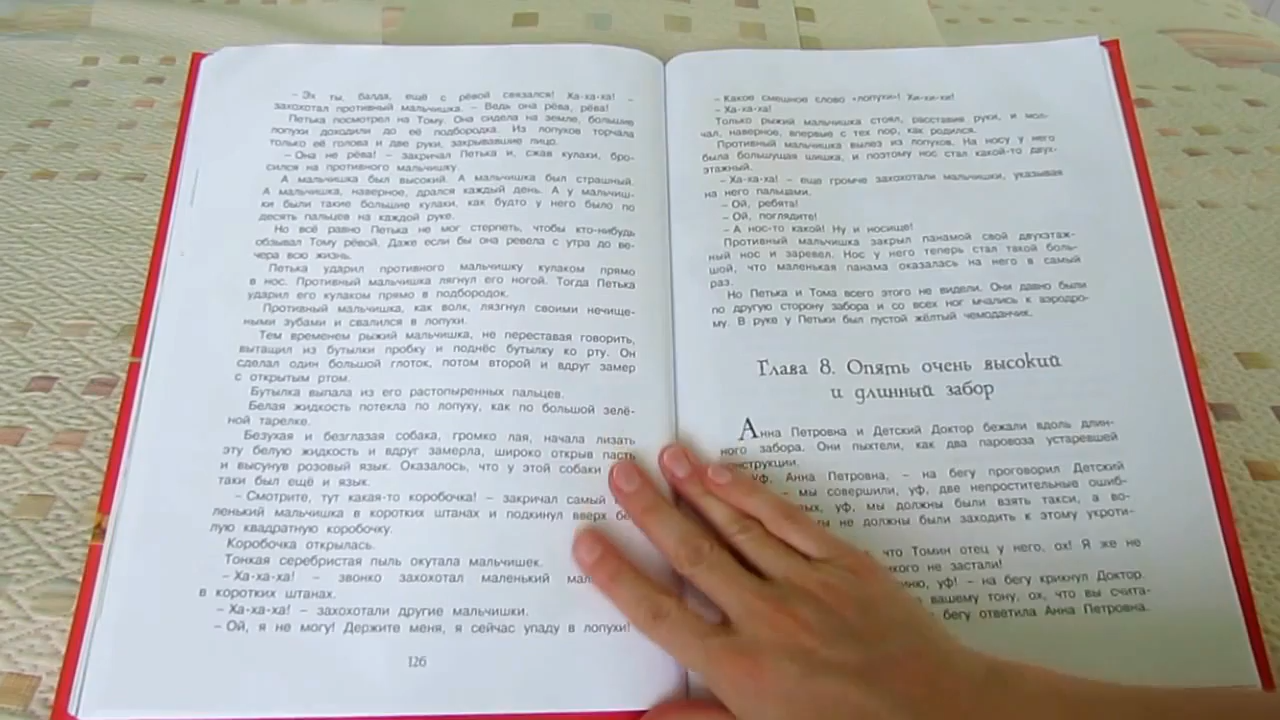 – Эх ты, балда, ещё с рёвой связался! Ха-ха-ха! –
захохотал противный мальчишка. – Ведь она рёва, рёва!
Петька посмотрел на Тому. Она сидела на земле, большие
лопухи доходили до её подбородка. Из лопухов торчала
только её голова и две руки, закрывавшие лицо.
– Она не рёва! – закричал Петька и, сжав кулаки, бро-
сился на противного мальчишку.
А мальчишка был высокий. А мальчишка был страшный.
А мальчишка, наверное, дрался каждый день. А у мальчиш-
ки были такие большие кулаки, как будто у него было по
десять пальцев на каждой руке.
Но всё равно Петька не мог стерпеть, чтобы кто-нибудь
обзывал Тому рёвой. Даже если бы она ревела с утра до ве-
чера всю жизнь.
Петька ударил противного мальчишку кулаком прямо
в нос. Противный мальчишка лягнул его ногой. Тогда Петька
ударил его кулаком прямо в подбородок.
Противный мальчишка, как волк, лязгнул своими нечище-
ными зубами и свалился в лопухи.
Тем временем рыжий мальчишка, не переставая говорить,
вытащил из бутылки пробку и поднёс бутылку ко рту. Он
сделал один большой глоток, потом второй и вдруг замер
с открытым ртом.
Бутылка выпала из его растопыренных пальцев.
Белая жидкость потекла по лопуху, как по большой зелё-
ной тарелке.
Безухая и безглазая собака, громко лая, начала лизать
эту белую жидкость и вдруг замерла, широко открыв пасть
и высунув розовый язык. Оказалось, что у этой собаки
таки был ещё и язык.
– Смотрите, тут какая-то коробочка! – закричал самый
ленький мальчишка в коротких штанах и подкинул вверх бе
лую квадратную коробочку.
Коробочка открылась.
Тонкая серебристая пыль окутала мальчишек.
– Ха-ха-ха! – звонко захохотал маленький мал
в коротких штанах.
– Ха-ха-ха! – захохотали другие мальчишки.
– Ой, я не могу! Держите меня, я сейчас упаду в лопухи!
126
– Какое смешное слово «лопухи»! Хи-хи-хи!
– Ха-ха-ха!
Только рыжий мальчишка стоял, расставив руки, и мол-
чал, наверное, впервые с тех пор, как родился.
Противный мальчишка вылез из лопухов. На носу у него
была большущая шишка, и поэтому нос стал какой-то двух-
этажный.
– Ха-ха-ха! – еще громче захохотали мальчишки, указывая
на него пальцами.
– Ой, ребята!
– Ой, поглядите!
– А нос-то какой! Ну и носище!
Противный мальчишка закрыл панамой свой двухэтаж-
ный нос и заревел. Нос у него теперь стал такой боль-
шой, что маленькая панама оказалась на него в самый
раз.
Но Петька и Тома всего этого не видели. Они давно были
по другую сторону забора и со всех ног мчались к аэродро-
му. В руке у Петьки был пустой жёлтый чемоданчик.
Глава 8. Опять очень высокий
и длинный забор
Анна Петровна и Детский Доктор бежали вдоль длин-
ного забора. Они пыхтели, как два паровоза устаревшей
конструкции.
Уф, Анна Петровна, – на бегу проговорил Детский
– мы совершили, уф, две непростительные ошиб-
ых, уф, мы должны были взять такси, а во-
ы не должны были заходить к этому укроти-
что Томин отец у него, ох! Я же не
икого не застали!
иню, уф! – на бегу крикнул Доктор.
вашему тону, ох, что вы счита-
бегу ответила Анна Петровна.